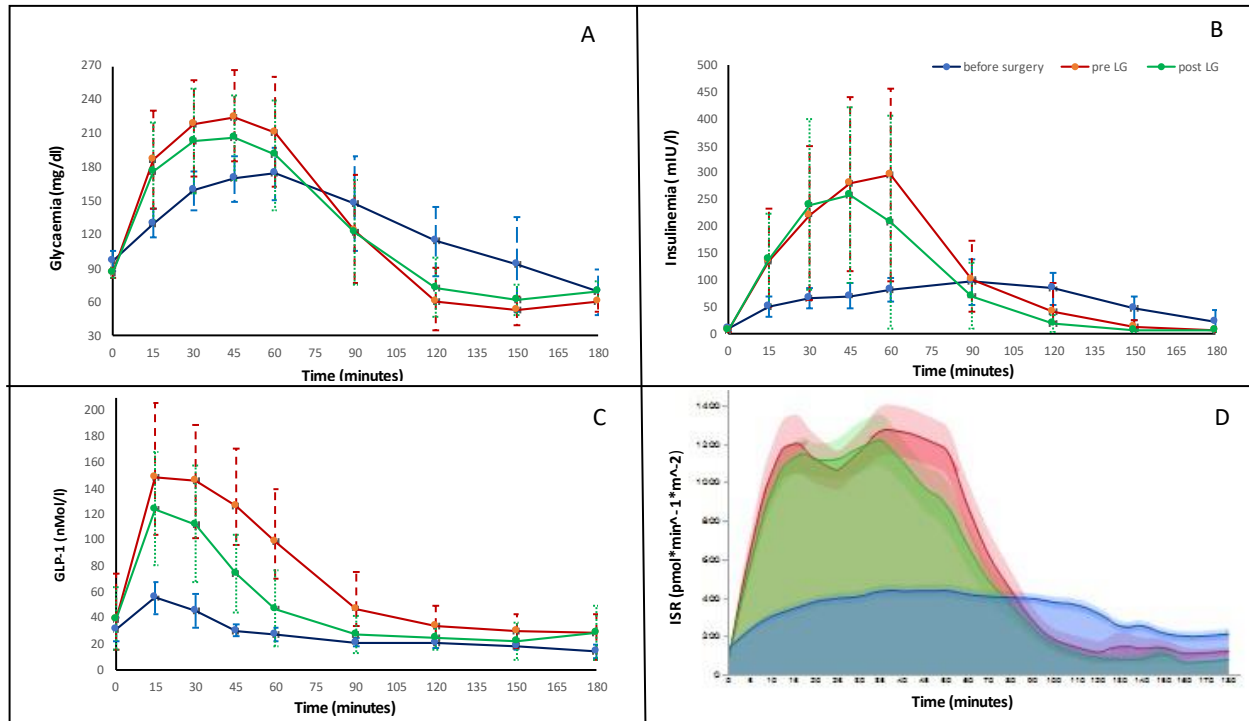 A
270
240
210
180
150
120
90
60
30
Glycaemia (mg/dl)
0 15 30 45 60 75 90 105 120 135 150 165 180
Time (minutes)
B
before surgery pre LG post LG
500
450
400
350
300
250
200
150
100
50
0
Insulinemia ( mIU/l)
0 15 30 45 60 75 90 105 120 135 150 165 180
Time (minutes)
C
200
180
160
140
120
100
80
60
40
20
0
GLP-1 (nMol/l)
0 15 30 45 60 75 90 105 120 135 150 165 180
Time (minutes)
D
1400
1200
1000
800
600
400
200
0
ISR (pmol*min^-1*m^-2)
Time (minutes)